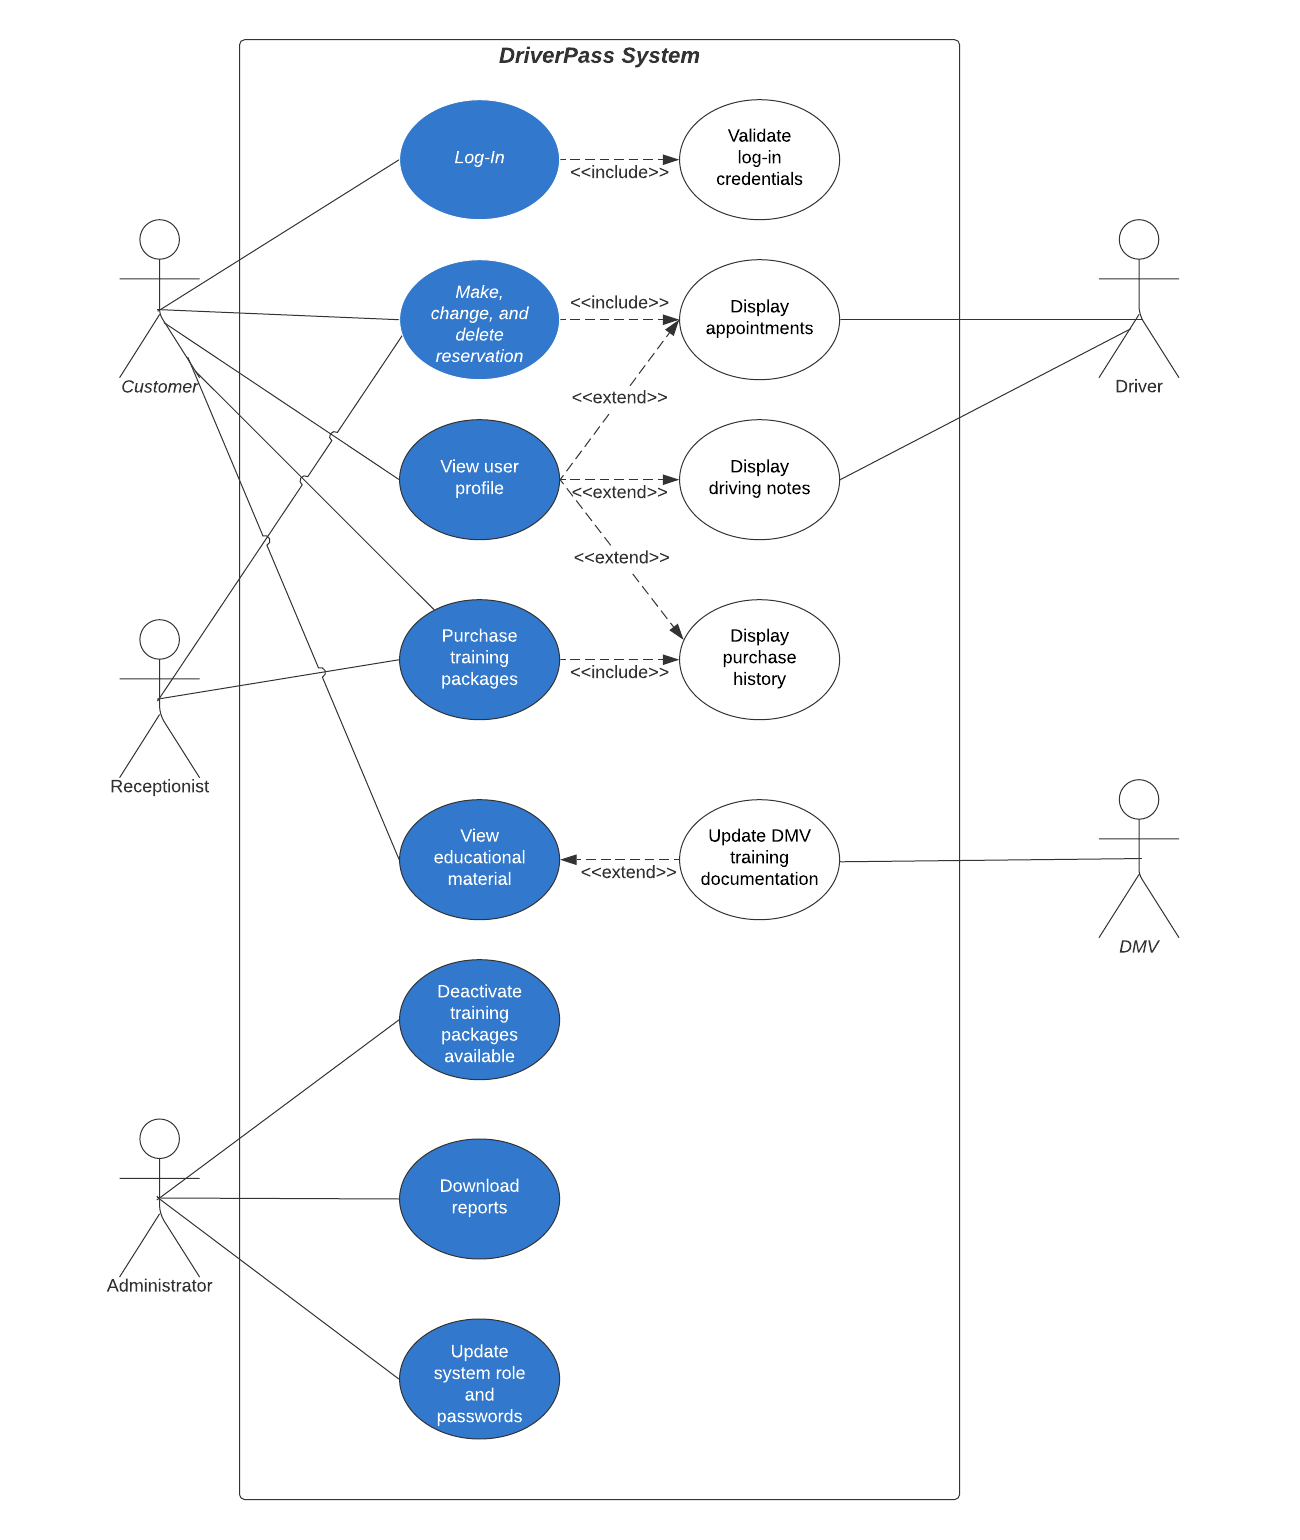 DriverPass System
Log-In
<<include>>
Validate
log-in
credentials
Customer
Make,
change, and
delete
reservation
<<include>>
Display
appointments
Driver
<<extend>>
View user
profile
<<extend>>
Display
driving notes
<<extend>>
Receptionist
Purchase
training
packages
<<include>>
Display
purchase
history
View
educational
material
<<extend>>
Update DMV
training
documentation
DMV
Deactivate
training
packages
available
Administrator
Download
reports
Update
system role
and
passwords